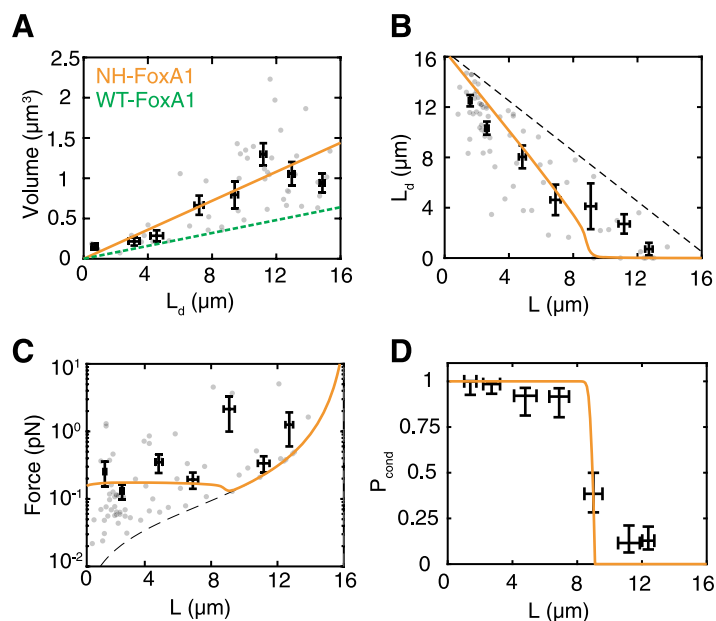 A
B
2.5
NH-FoxA1
WT-FoxA1
2
1.5
1
0.5
0
Volume (μm³)
0
4
8
12
16
L_d (μm)
16
12
8
4
0
L_d (μm)
0
4
8
12
16
L (μm)
C
D
10¹
10⁰
10⁻¹
10⁻²
Force (pN)
0
4
8
12
16
L (μm)
1
0.75
0.5
0.25
0
P_cond
0
4
8
12
16
L (μm)